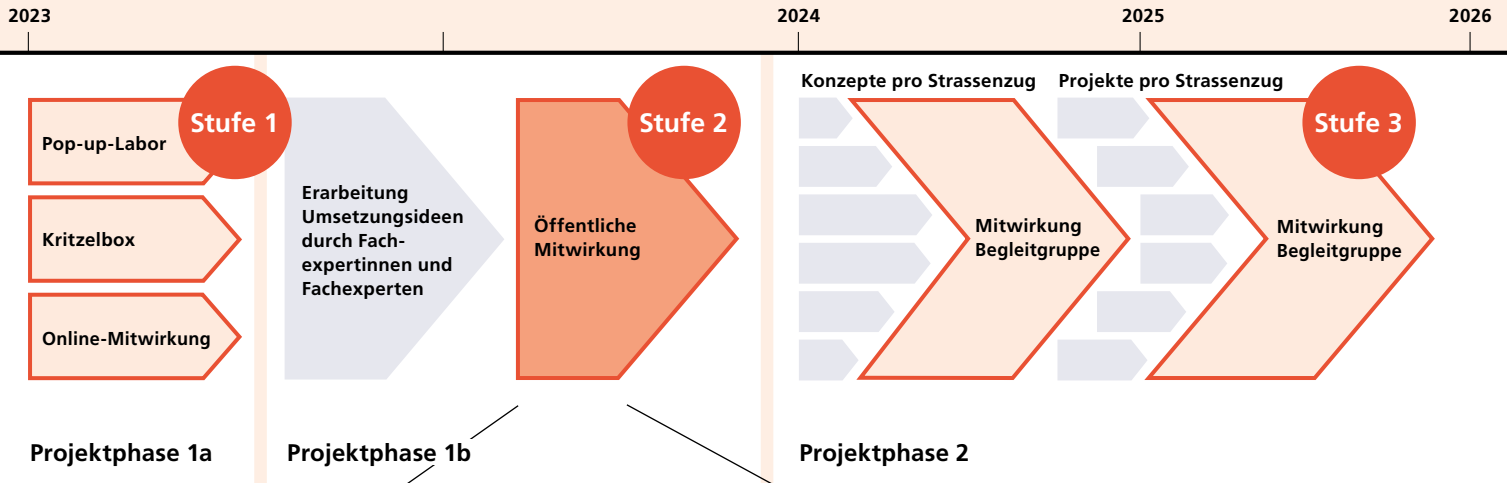 2023
2024
2025
2026
Pop-up-Labor
Kritzelbox
Online-Mitwirkung
Stufe 1
Erarbeitung
Umsetzungsideen
durch Fach-
expertinnen und
Fachexperten
Öffentliche
Mitwirkung
Stufe 2
Konzepte pro Strassenzug
Mitwirkung
Begleitgruppe
Projekte pro Strassenzug
Mitwirkung
Begleitgruppe
Stufe 3
Projektphase 1a
Projektphase 1b
Projektphase 2